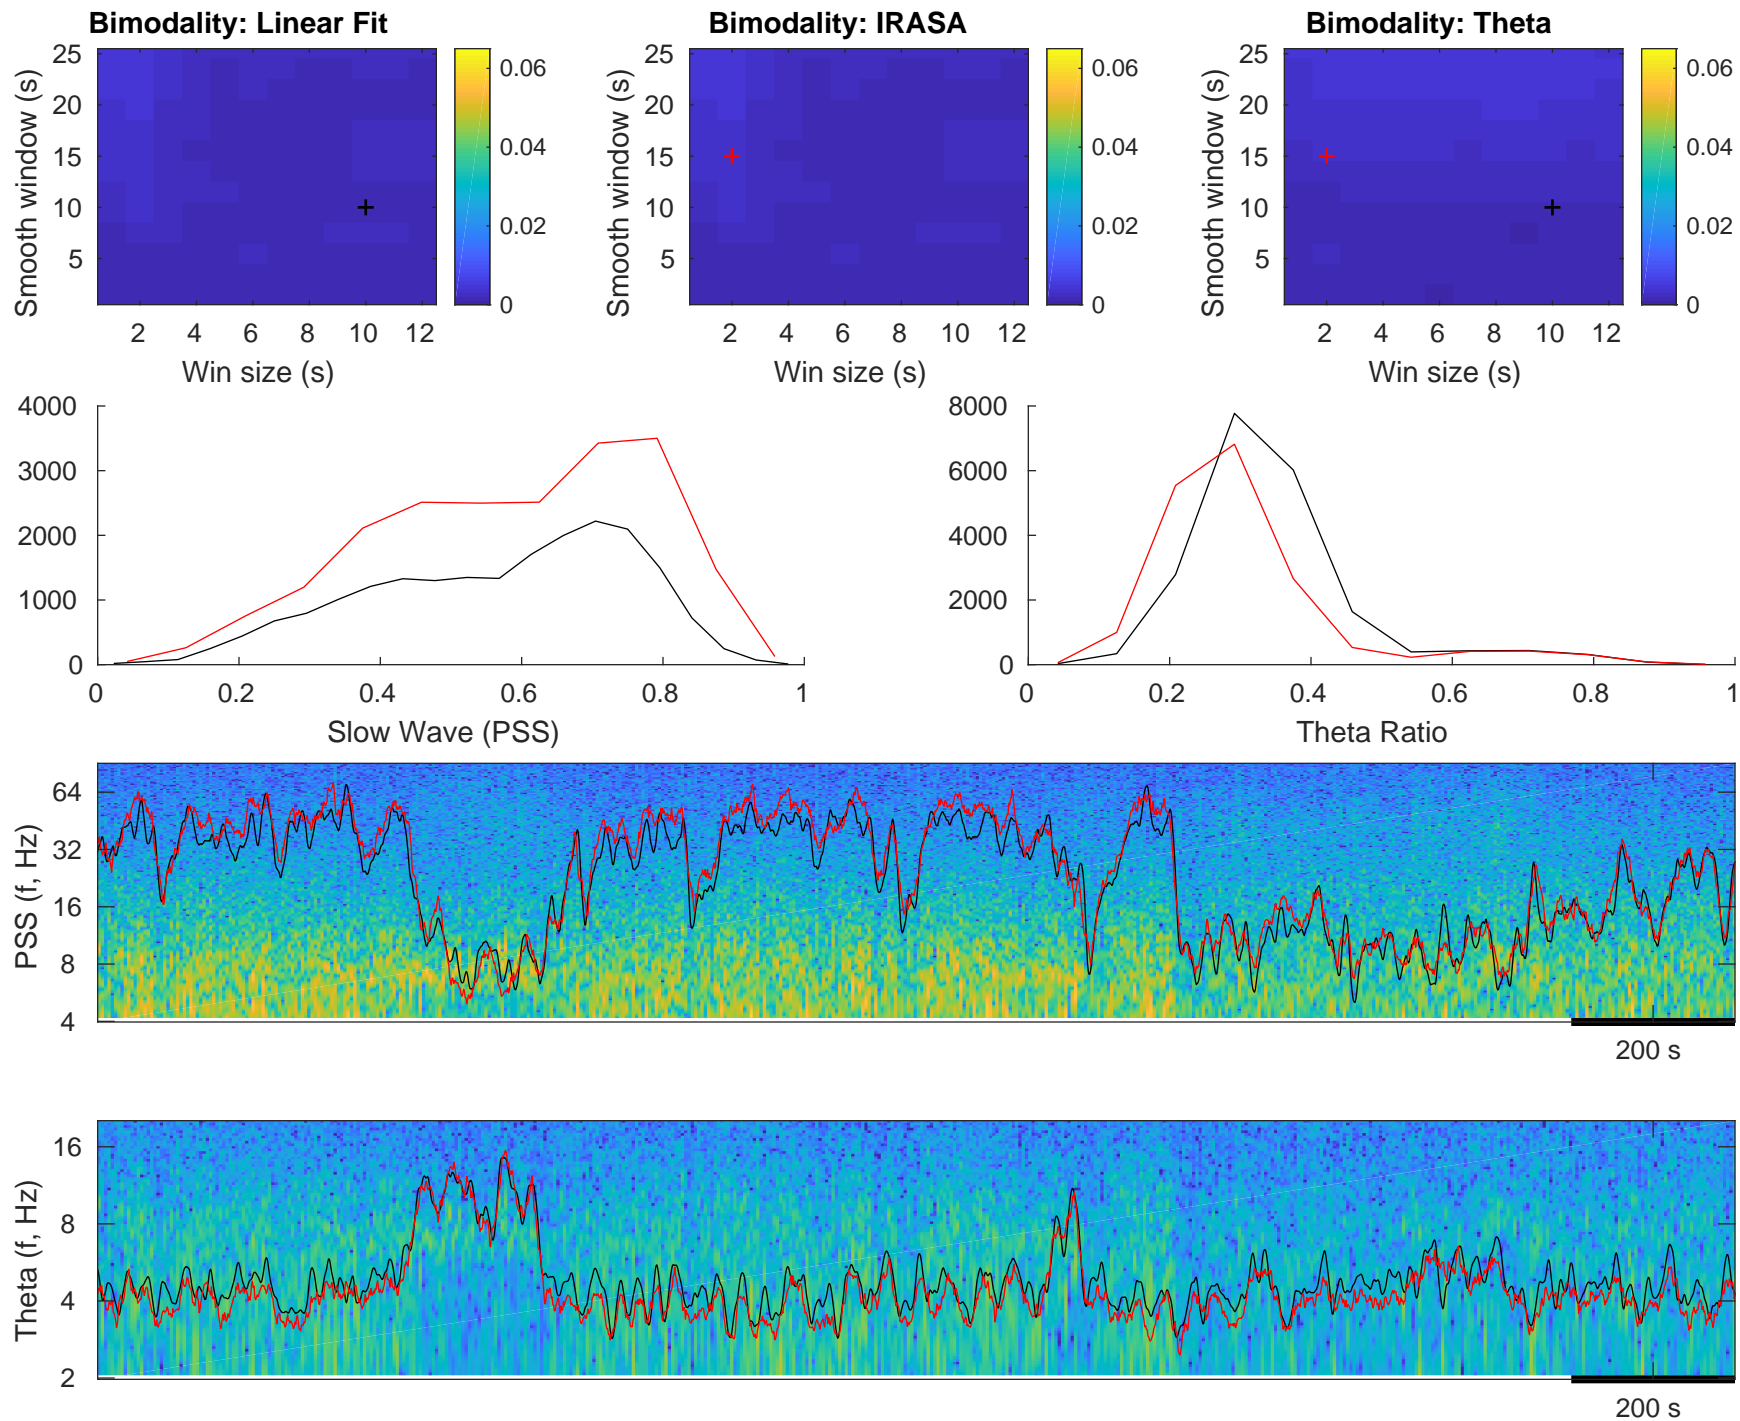 Bimodality: Linear Fit
Bimodality: IRASA
Bimodality: Theta
Smooth window (s)
25
20
15
10
5
2 4 6 8 10 12
Win size (s)
0.06
0.04
0.02
0
Smooth window (s)
25
20
15
10
5
2 4 6 8 10 12
Win size (s)
0.06
0.04
0.02
0
Smooth window (s)
25
20
15
10
5
2 4 6 8 10 12
Win size (s)
0.06
0.04
0.02
0
4000
3000
2000
1000
0
0 0.2 0.4 0.6 0.8 1
Slow Wave (PSS)
8000
6000
4000
2000
0
0 0.2 0.4 0.6 0.8 1
Theta Ratio
PSS (f, Hz)
64
32
16
8
4
200 s
Theta (f, Hz)
16
8
4
2
200 s